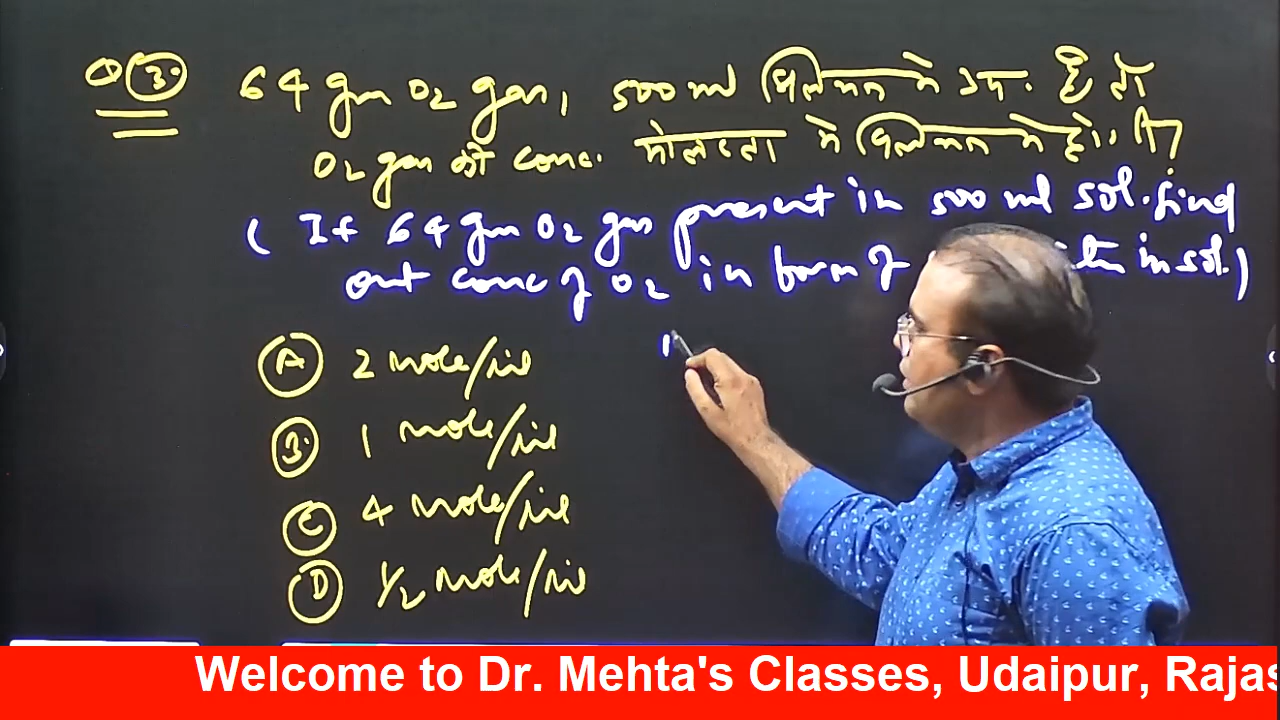 Q 3. 64 gm O2 gas, 500 ml विलयन में उप. है तो
O2 gas की conc. मोलरता में विलयन में हो।
( If 64 gm O2 gas present in 500 ml sol. find
out conc of O2 in form of in sol.)
A 2 mole/lit
B. 1 mole/lit
C 4 mole/lit
D 1/2 mole/lit
Welcome to Dr. Mehta's Classes, Udaipur, Rajas